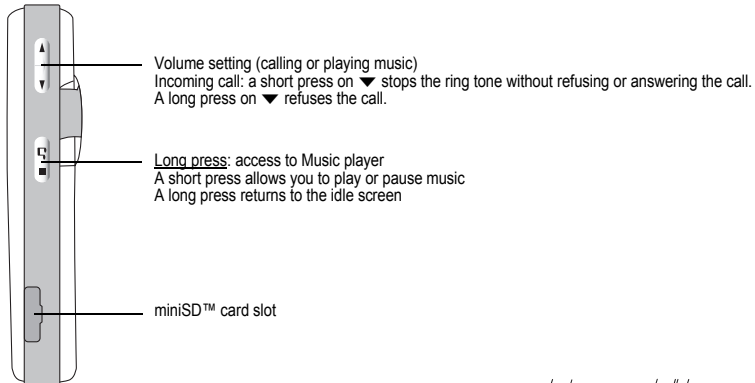 Volume setting (calling or playing music)
Incoming call: a short press on ▼ stops the ring tone without refusing or answering the call.
A long press on ▼ refuses the call.
Long press: access to Music player
A short press allows you to play or pause music
A long press returns to the idle screen
miniSD™ card slot